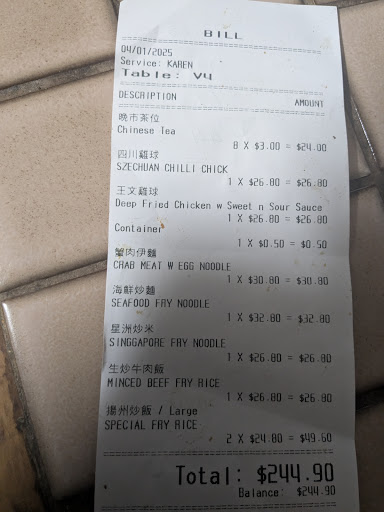 BILL
04/01/2025
Service: KAREN
Table: V4
DESCRIPTION AMOUNT
晚市茶位
Chinese Tea
8 X $3.00 = $24.00
四川雞球
SZECHUAN CHILLI CHICK
1 X $26.80 = $26.80
王文雞球
Deep Fried Chicken w Sweet n Sour Sauce
1 X $26.80 = $26.80
Container
1 X $0.50 = $0.50
蟹肉伊麵
CRAB MEAT W EGG NOODLE
1 X $30.80 = $30.80
海鮮炒麵
SEAFOOD FRY NOODLE
1 X $32.80 = $32.80
星洲炒米
SINGGAPORE FRY NOODLE
1 X $26.80 = $26.80
生炒牛肉飯
MINCED BEEF FRY RICE
1 X $26.80 = $26.80
揚州炒飯 / Large
SPECIAL FRY RICE
2 X $24.80 = $49.60
Total: $244.90
Balance: $244.90